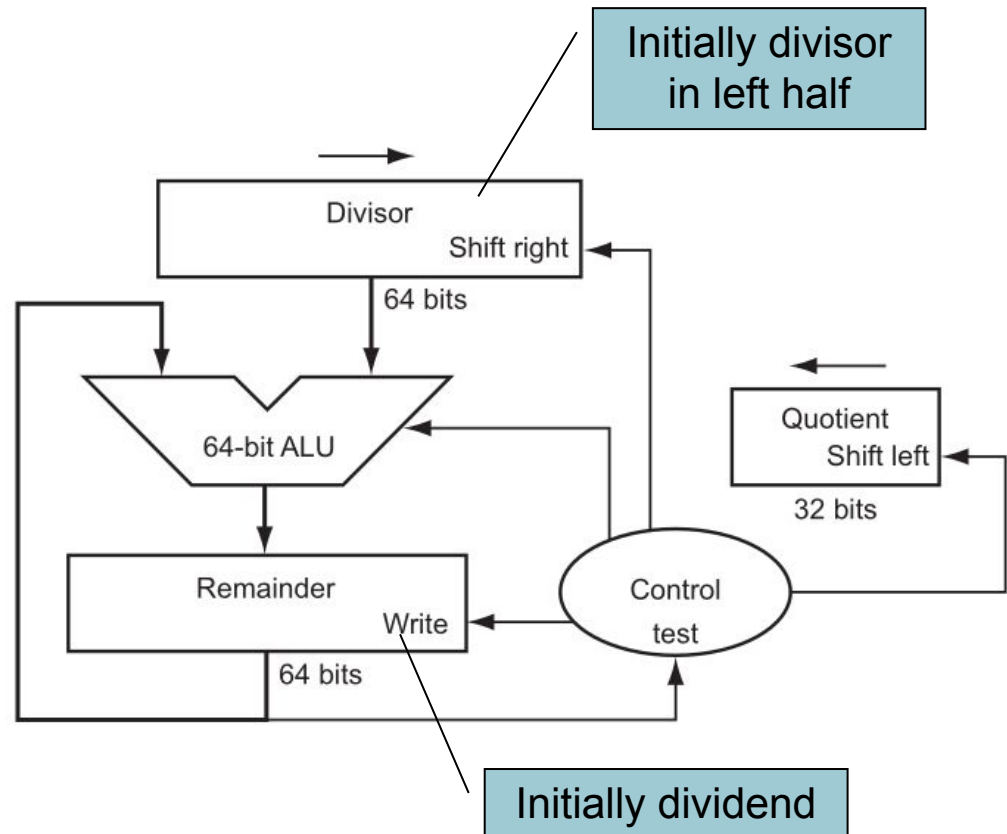 Initially divisor
in left half
Divisor
Shift right
64 bits
64-bit ALU
Quotient
Shift left
32 bits
Remainder
Write
64 bits
Control
test
Initially dividend